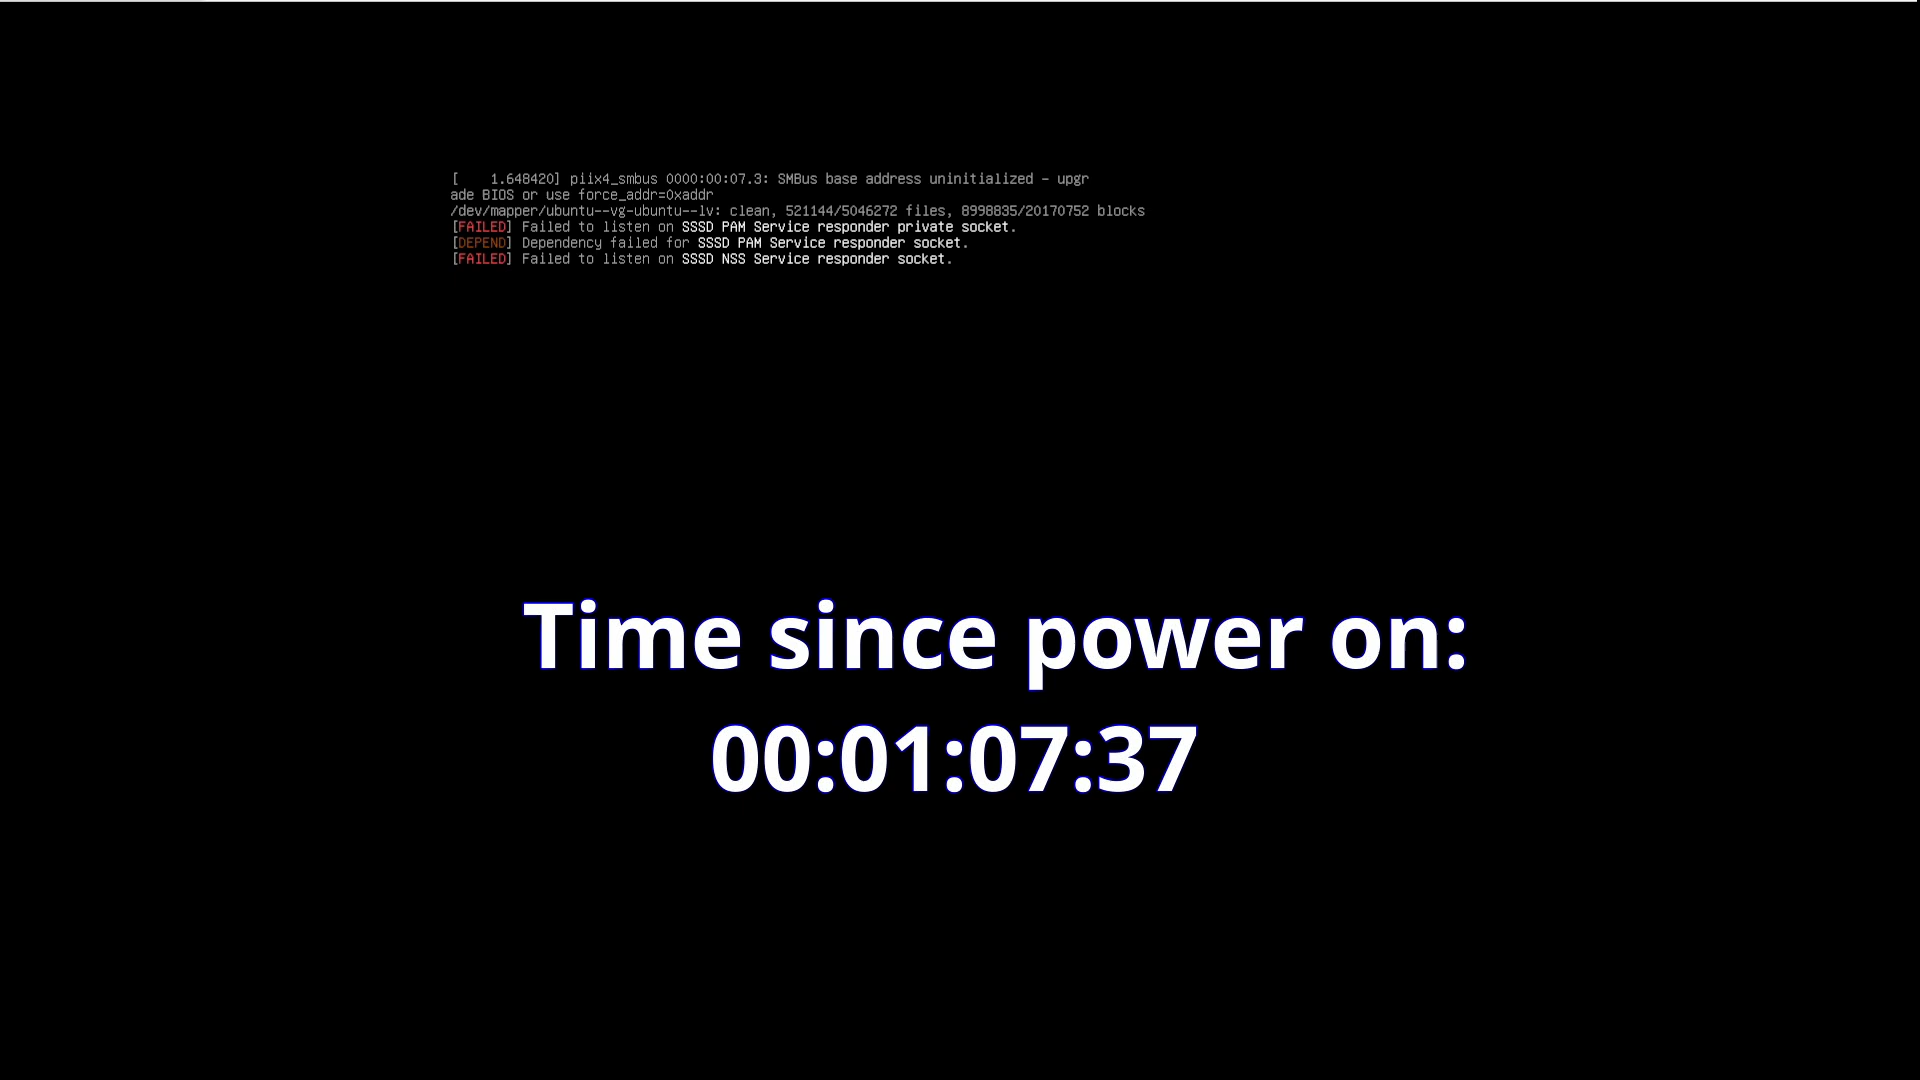 [    1.648420] piix4_smbus 0000:00:07.3: SMBus base address uninitialized - upgr
ade BIOS or use force_addr=0xaddr
/dev/mapper/ubuntu--vg-ubuntu--lv: clean, 521144/5046272 files, 8998835/20170752 blocks
[FAILED] Failed to listen on SSSD PAM Service responder private socket.
[DEPEND] Dependency failed for SSSD PAM Service responder socket.
[FAILED] Failed to listen on SSSD NSS Service responder socket.
Time since power on:
00:01:07:37